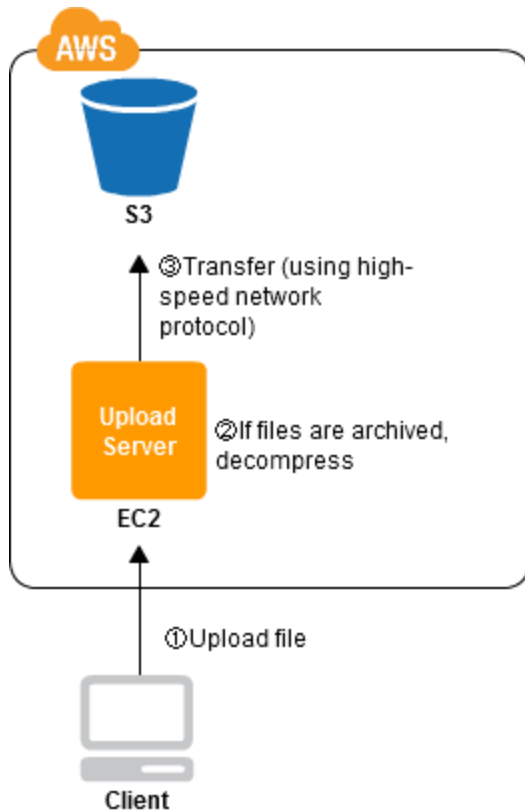 AWS
S3
③Transfer (using high-
speed network
protocol)
Upload
Server
②If files are archived,
decompress
EC2
①Upload file
Client